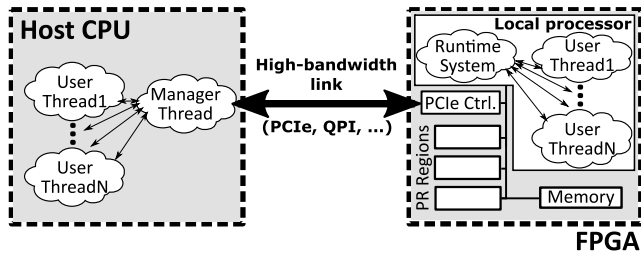 Host CPU
User
Thread1
Manager
Thread
User
ThreadN
High-bandwidth
link
(PCIe, QPI, ...)
Local processor
Runtime
System
User
Thread1
PCIe Ctrl.
User
ThreadN
PR Regions
Memory
FPGA